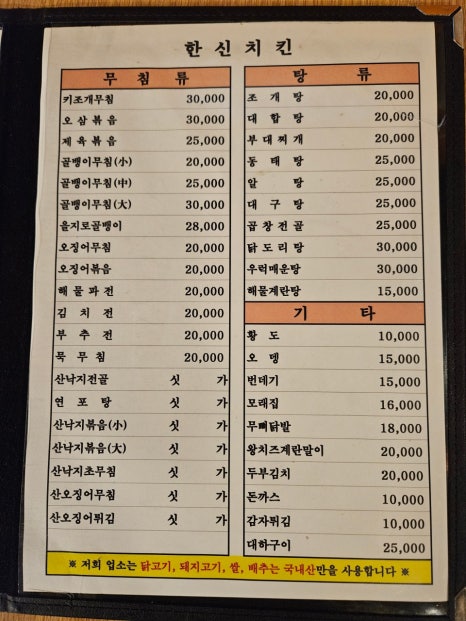 한신치킨
무 침 류
키조개무침 30,000
오 삼 볶 음 30,000
제 육 볶 음 25,000
골뱅이무침(小) 20,000
골뱅이무침(中) 25,000
골뱅이무침(大) 30,000
을지로골뱅이 28,000
오징어무침 20,000
오징어볶음 20,000
해 물 파 전 20,000
김 치 전 20,000
부 추 전 20,000
묵 무 침 20,000
산낙지전골 싯 가
연 포 탕 싯 가
산낙지볶음(小) 싯 가
산낙지볶음(大) 싯 가
산낙지초무침 싯 가
산오징어무침 싯 가
산오징어튀김 싯 가
탕 류
조 개 탕 20,000
대 합 탕 20,000
부 대 찌 개 20,000
동 태 탕 25,000
알 탕 25,000
대 구 탕 25,000
곱 창 전 골 25,000
닭 도 리 탕 30,000
우럭매운탕 30,000
해물계란탕 15,000
기 타
황 도 10,000
오 뎅 15,000
번데기 15,000
모래집 16,000
무뼈닭발 18,000
왕치즈계란말이 20,000
두부김치 20,000
돈까스 10,000
감자튀김 10,000
대하구이 25,000
※ 저희 업소는 닭고기, 돼지고기, 쌀, 배추는 국내산만을 사용합니다 ※